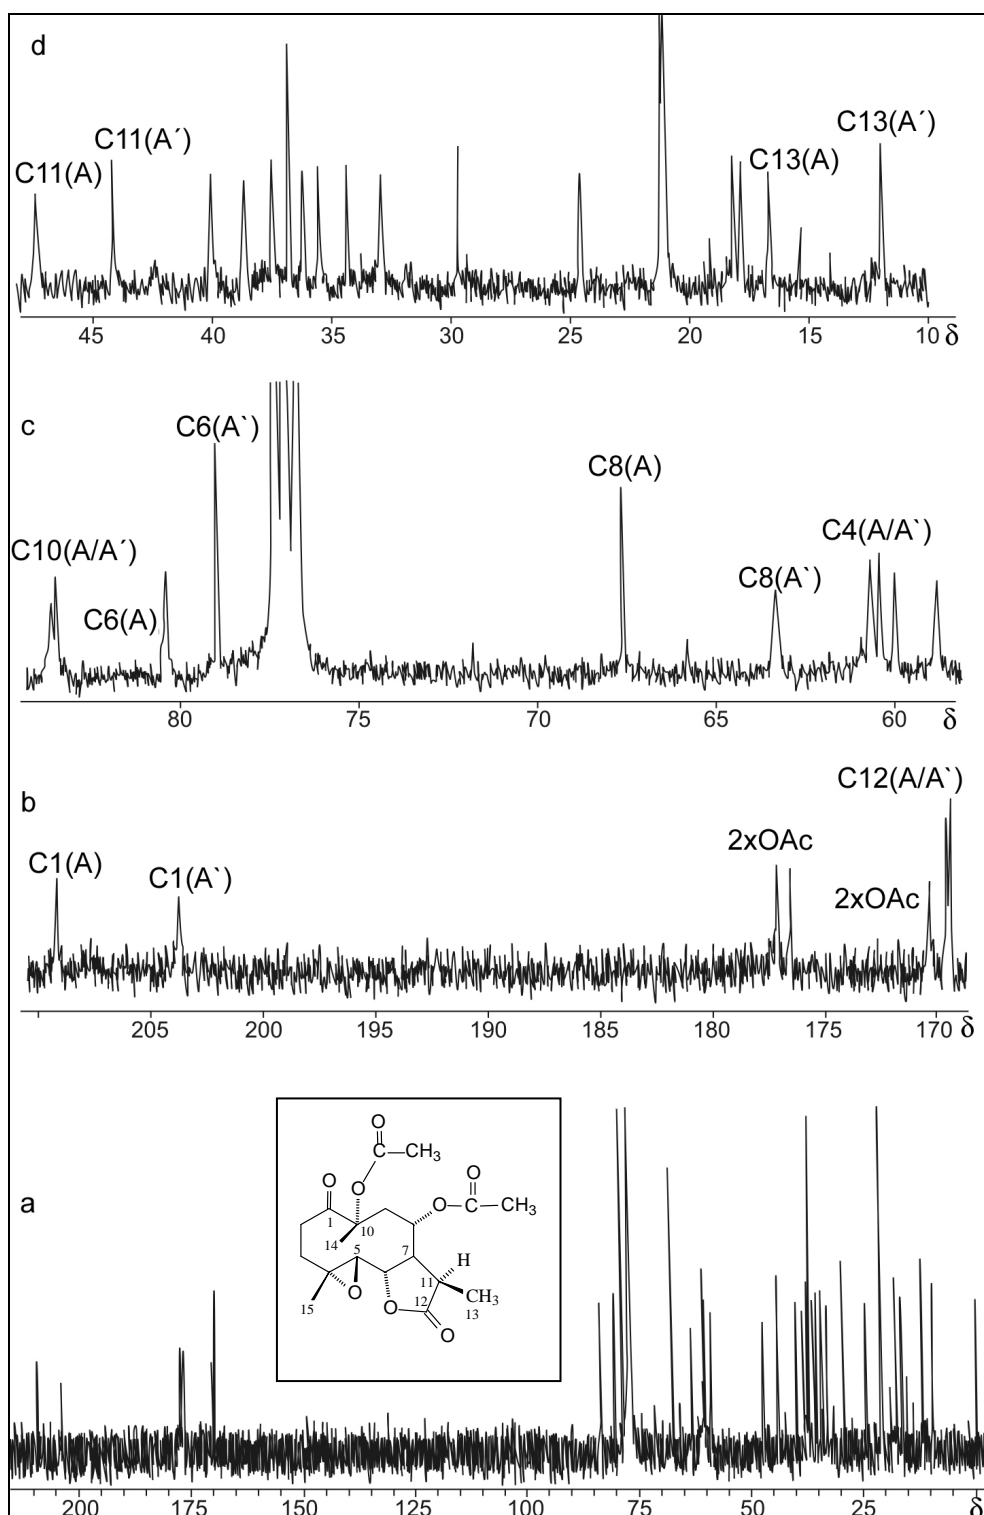 d
C11(A´)
C11(A)
C13(A´)
C13(A)
45 40 35 30 25 20 15 10 δ
c
C6(A`)
C8(A)
C10(A/A´)
C4(A/A`)
C8(A`)
C6(A)
80 75 70 65 60 δ
b
C12(A/A`)
2xOAc
C1(A)
C1(A`)
2xOAc
205 200 195 190 185 180 175 170 δ
a
O
C CH3
O
O
O
O C CH3
1
10
14
5
7
H
11
CH3
13
15
O
O
12
O
200 175 150 125 100 75 50 25 δ